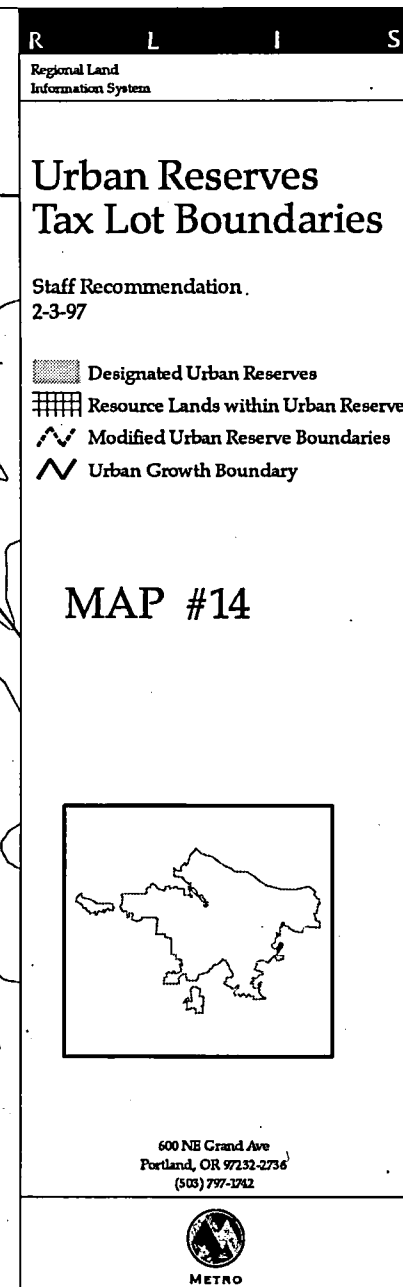 R L I S
Regional Land
Information System
Urban Reserves
Tax Lot Boundaries
Staff Recommendation
2-3-97
Designated Urban Reserves
Resource Lands within Urban Reserve
Modified Urban Reserve Boundaries
Urban Growth Boundary
MAP #14
600 NE Grand Ave
Portland, OR 97232-2736
(503) 797-1742
METRO